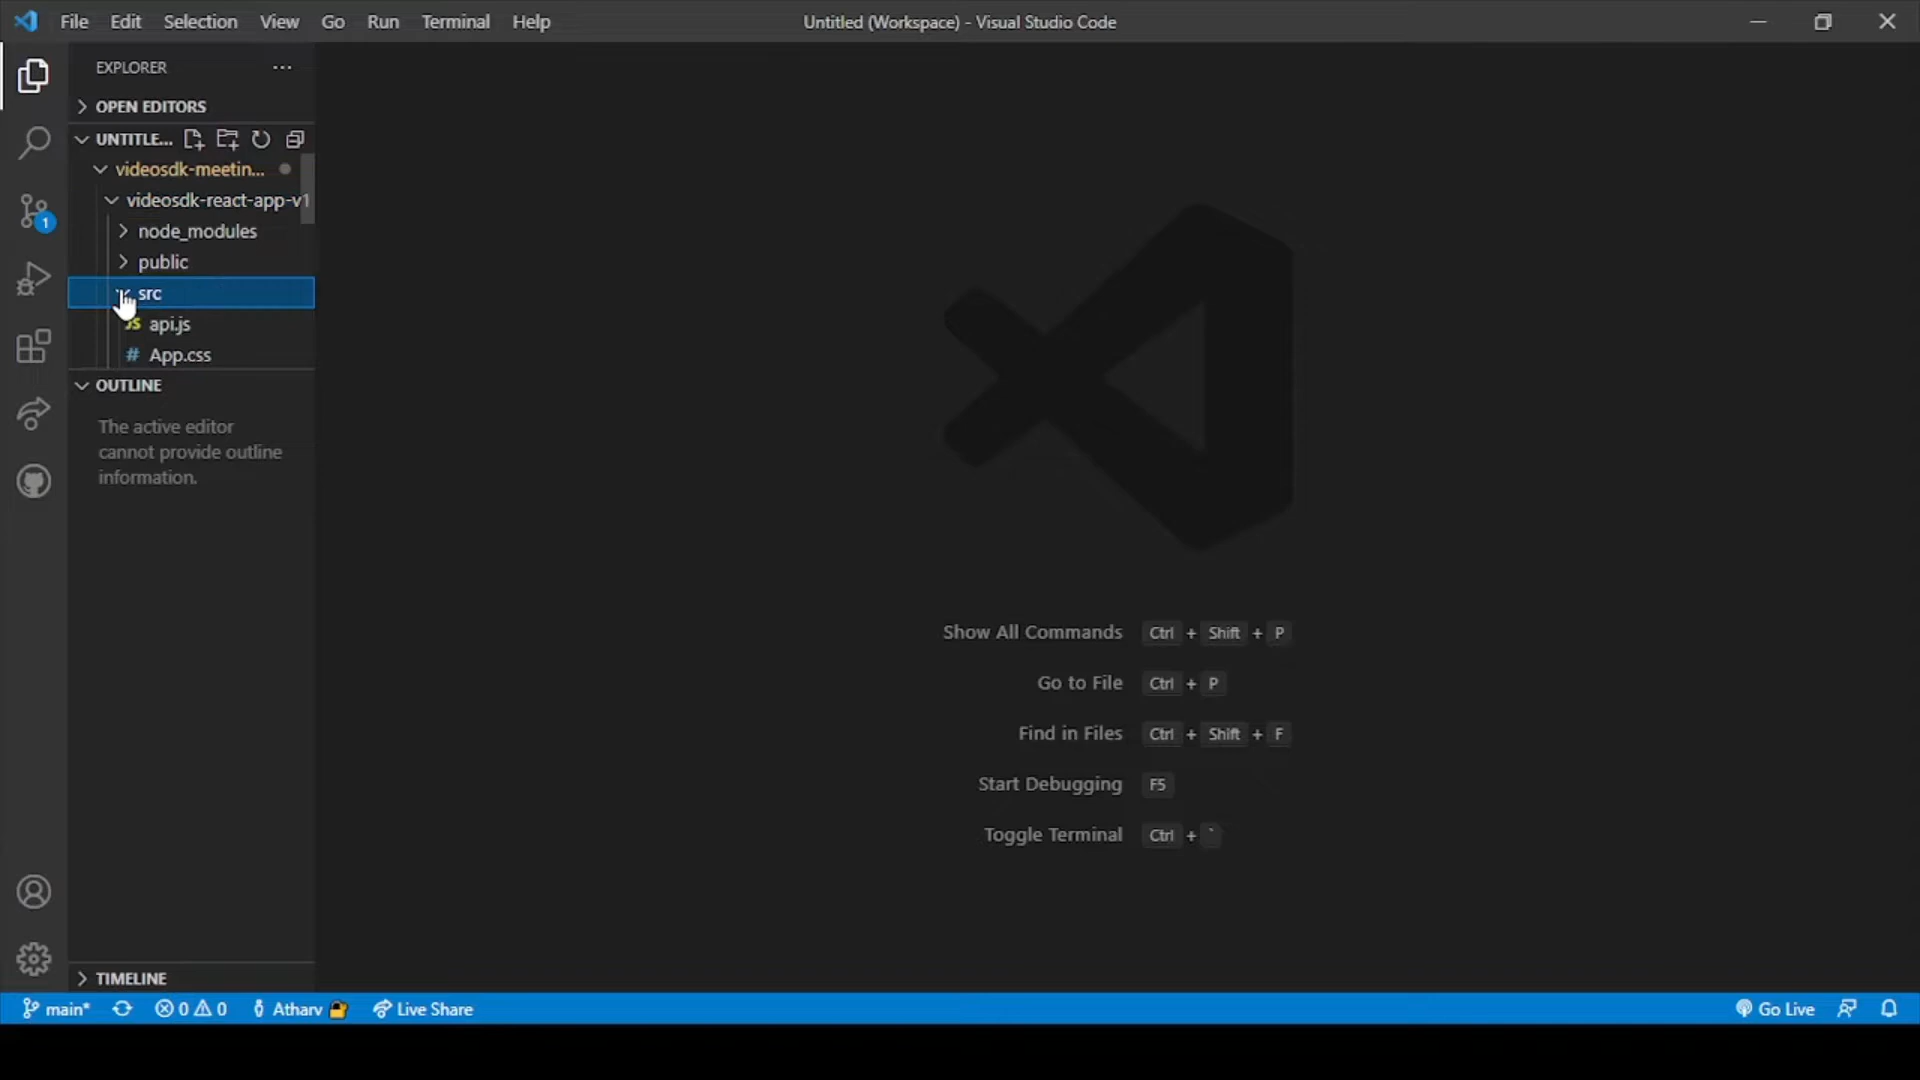 File Edit Selection View Go Run Terminal Help
Untitled (Workspace) - Visual Studio Code
EXPLORER
OPEN EDITORS
UNTITLE...
videosdk-meetin...
videosdk-react-app-v1
node_modules
public
src
JS api.js
# App.css
OUTLINE
The active editor
cannot provide outline
information.
1
Show All Commands Ctrl + Shift + P
Go to File Ctrl + P
Find in Files Ctrl + Shift + F
Start Debugging F5
Toggle Terminal Ctrl + `
TIMELINE
main* 0 0 Atharv Live Share Go Live